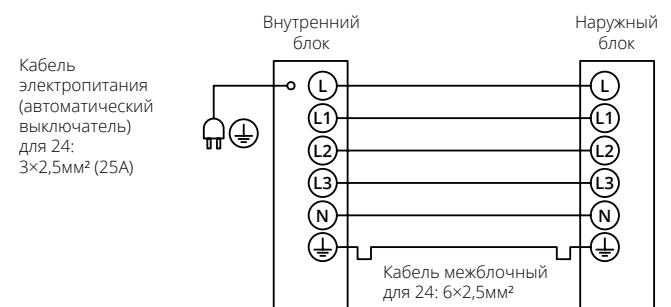 Внутренний
блок
Наружный
блок
Кабель
электропитания
(автоматический
выключатель)
для 24:
3×2,5мм² (25А)
L
L
L1
L1
L2
L2
L3
L3
N
N
Кабель межблочный
для 24: 6×2,5мм²